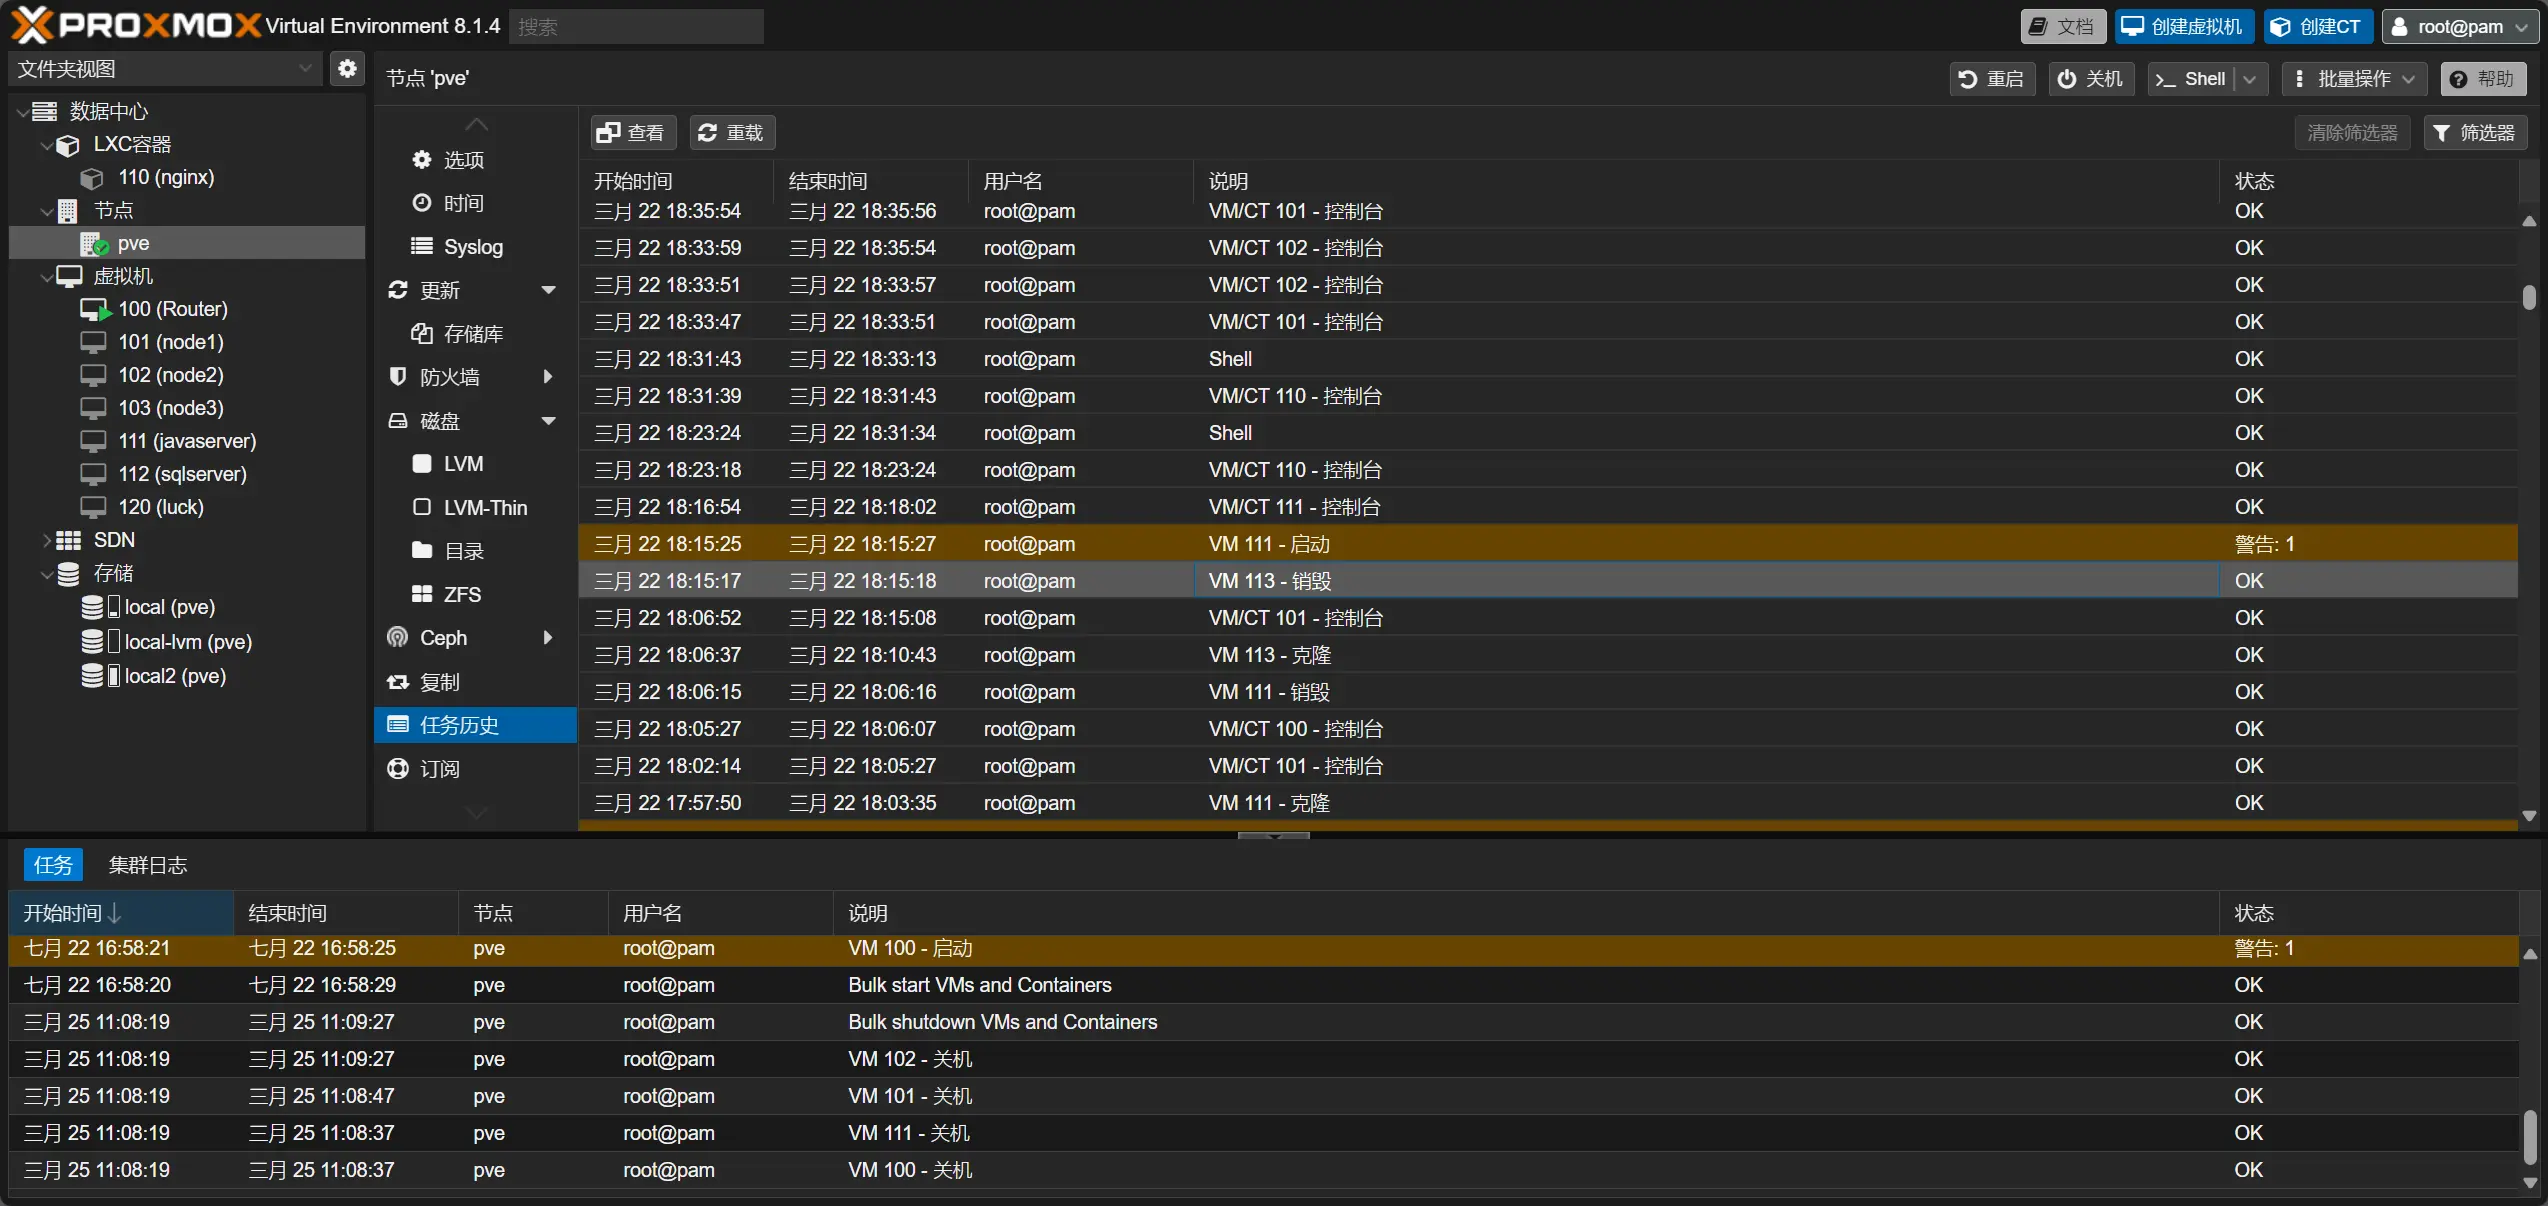 PROXMOX Virtual Environment 8.1.4 搜索 文档 创建虚拟机 创建CT root@pam
文件夹视图
数据中心
LXC容器
110 (nginx)
节点
pve
虚拟机
100 (Router)
101 (node1)
102 (node2)
103 (node3)
111 (javaserver)
112 (sqlserver)
120 (luck)
SDN
存储
local (pve)
local-lvm (pve)
local2 (pve)
节点 'pve' 重启 关机 Shell 批量操作 帮助
选项
时间
Syslog
更新
存储库
防火墙
磁盘
LVM
LVM-Thin
目录
ZFS
Ceph
复制
任务历史
订阅
查看 重载 清除筛选器 筛选器
开始时间 结束时间 用户名 说明 状态
三月 22 18:35:54 三月 22 18:35:56 root@pam VM/CT 101 - 控制台 OK
三月 22 18:33:59 三月 22 18:35:54 root@pam VM/CT 102 - 控制台 OK
三月 22 18:33:51 三月 22 18:33:57 root@pam VM/CT 102 - 控制台 OK
三月 22 18:33:47 三月 22 18:33:51 root@pam VM/CT 101 - 控制台 OK
三月 22 18:31:43 三月 22 18:33:13 root@pam Shell OK
三月 22 18:31:39 三月 22 18:31:43 root@pam VM/CT 110 - 控制台 OK
三月 22 18:23:24 三月 22 18:31:34 root@pam Shell OK
三月 22 18:23:18 三月 22 18:23:24 root@pam VM/CT 110 - 控制台 OK
三月 22 18:16:54 三月 22 18:18:02 root@pam VM/CT 111 - 控制台 OK
三月 22 18:15:25 三月 22 18:15:27 root@pam VM 111 - 启动 警告: 1
三月 22 18:15:17 三月 22 18:15:18 root@pam VM 113 - 销毁 OK
三月 22 18:06:52 三月 22 18:15:08 root@pam VM/CT 101 - 控制台 OK
三月 22 18:06:37 三月 22 18:10:43 root@pam VM 113 - 克隆 OK
三月 22 18:06:15 三月 22 18:06:16 root@pam VM 111 - 销毁 OK
三月 22 18:05:27 三月 22 18:06:07 root@pam VM/CT 100 - 控制台 OK
三月 22 18:02:14 三月 22 18:05:27 root@pam VM/CT 101 - 控制台 OK
三月 22 17:57:50 三月 22 18:03:35 root@pam VM 111 - 克隆 OK
任务 集群日志
开始时间 结束时间 节点 用户名 说明 状态
七月 22 16:58:21 七月 22 16:58:25 pve root@pam VM 100 - 启动 警告: 1
七月 22 16:58:20 七月 22 16:58:29 pve root@pam Bulk start VMs and Containers OK
三月 25 11:08:19 三月 25 11:09:27 pve root@pam Bulk shutdown VMs and Containers OK
三月 25 11:08:19 三月 25 11:09:27 pve root@pam VM 102 - 关机 OK
三月 25 11:08:19 三月 25 11:08:47 pve root@pam VM 101 - 关机 OK
三月 25 11:08:19 三月 25 11:08:37 pve root@pam VM 111 - 关机 OK
三月 25 11:08:19 三月 25 11:08:37 pve root@pam VM 100 - 关机 OK